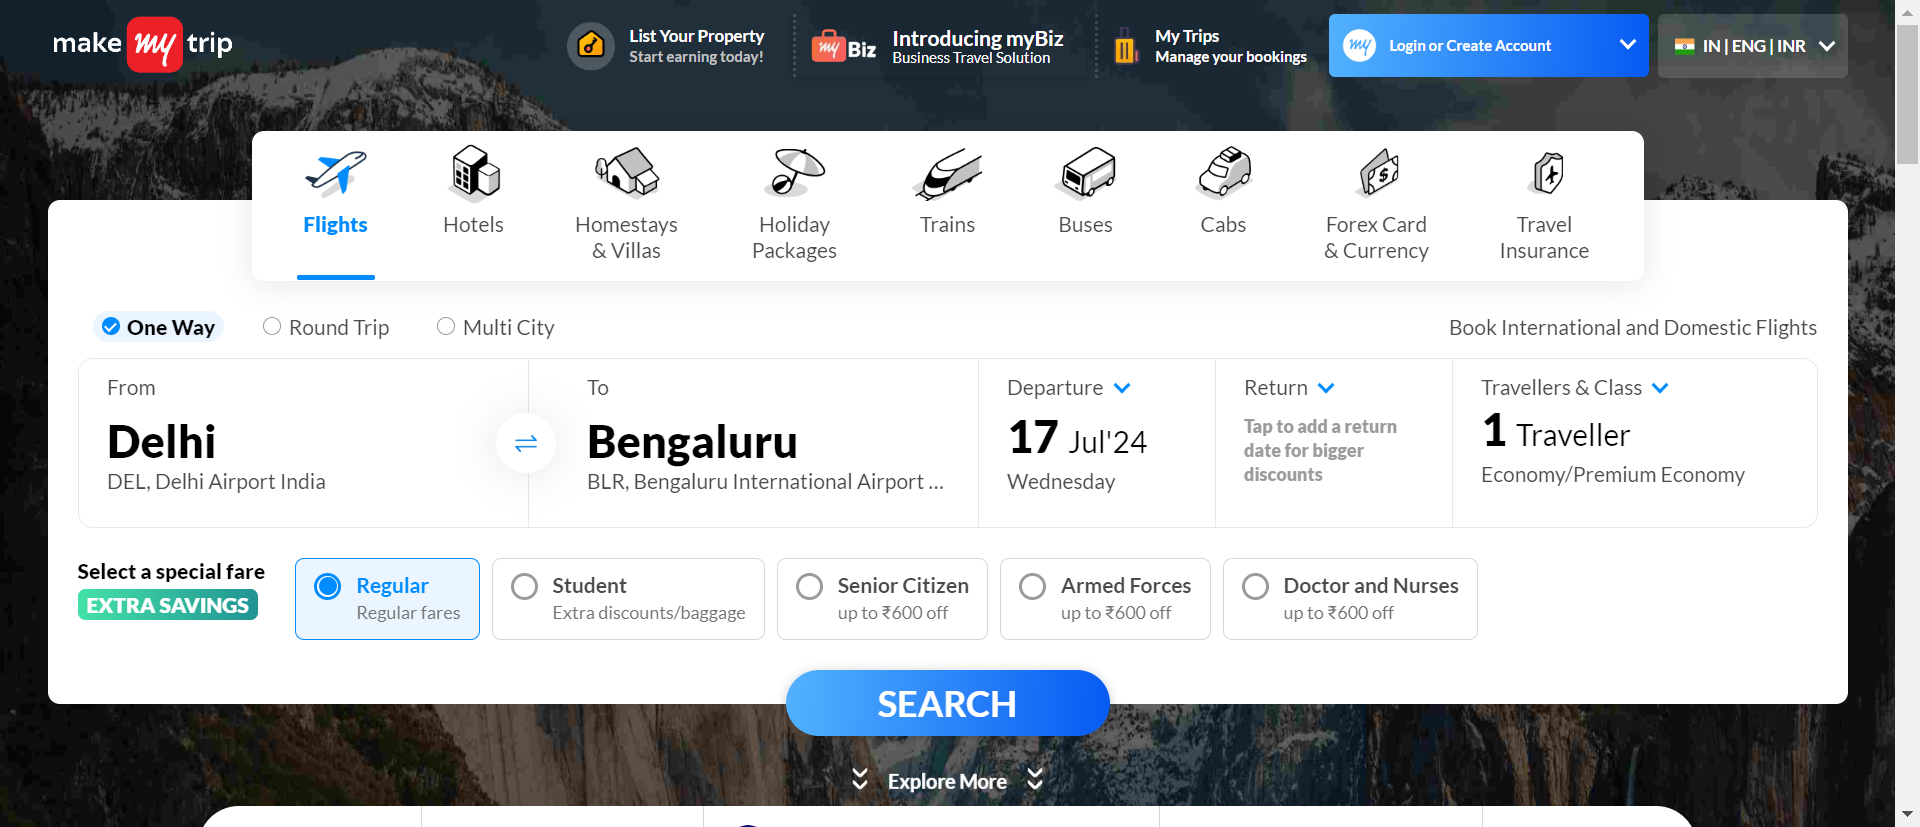 make my trip
List Your Property
Start earning today!
my Biz
Introducing myBiz
Business Travel Solution
My Trips
Manage your bookings
my
Login or Create Account
IN | ENG | INR
Flights
Hotels
Homestays
& Villas
Holiday
Packages
Trains
Buses
Cabs
Forex Card
& Currency
Travel
Insurance
One Way
Round Trip
Multi City
Book International and Domestic Flights
From
Delhi
DEL, Delhi Airport India
To
Bengaluru
BLR, Bengaluru International Airport ...
Departure
17 Jul'24
Wednesday
Return
Tap to add a return
date for bigger
discounts
Travellers & Class
1 Traveller
Economy/Premium Economy
Select a special fare
EXTRA SAVINGS
Regular
Regular fares
Student
Extra discounts/baggage
Senior Citizen
up to ₹600 off
Armed Forces
up to ₹600 off
Doctor and Nurses
up to ₹600 off
SEARCH
Explore More